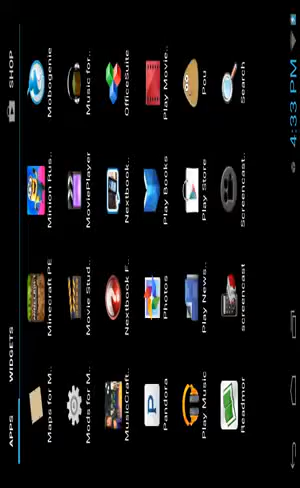 APPS WIDGETS SHOP
Maps for M.. Minecraft PE Minion Rus.. Mobogenie
Mods for M.. Movie Stud.. MoviePlayer Music for..
MusicCraft.. Nextbook F.. Nextbook.. OfficeSuite
Pandora Photos Play Books Play Movie..
Play Music Play News.. Play Store Pou
Readmor screencast Screencast.. Search
4:33 PM